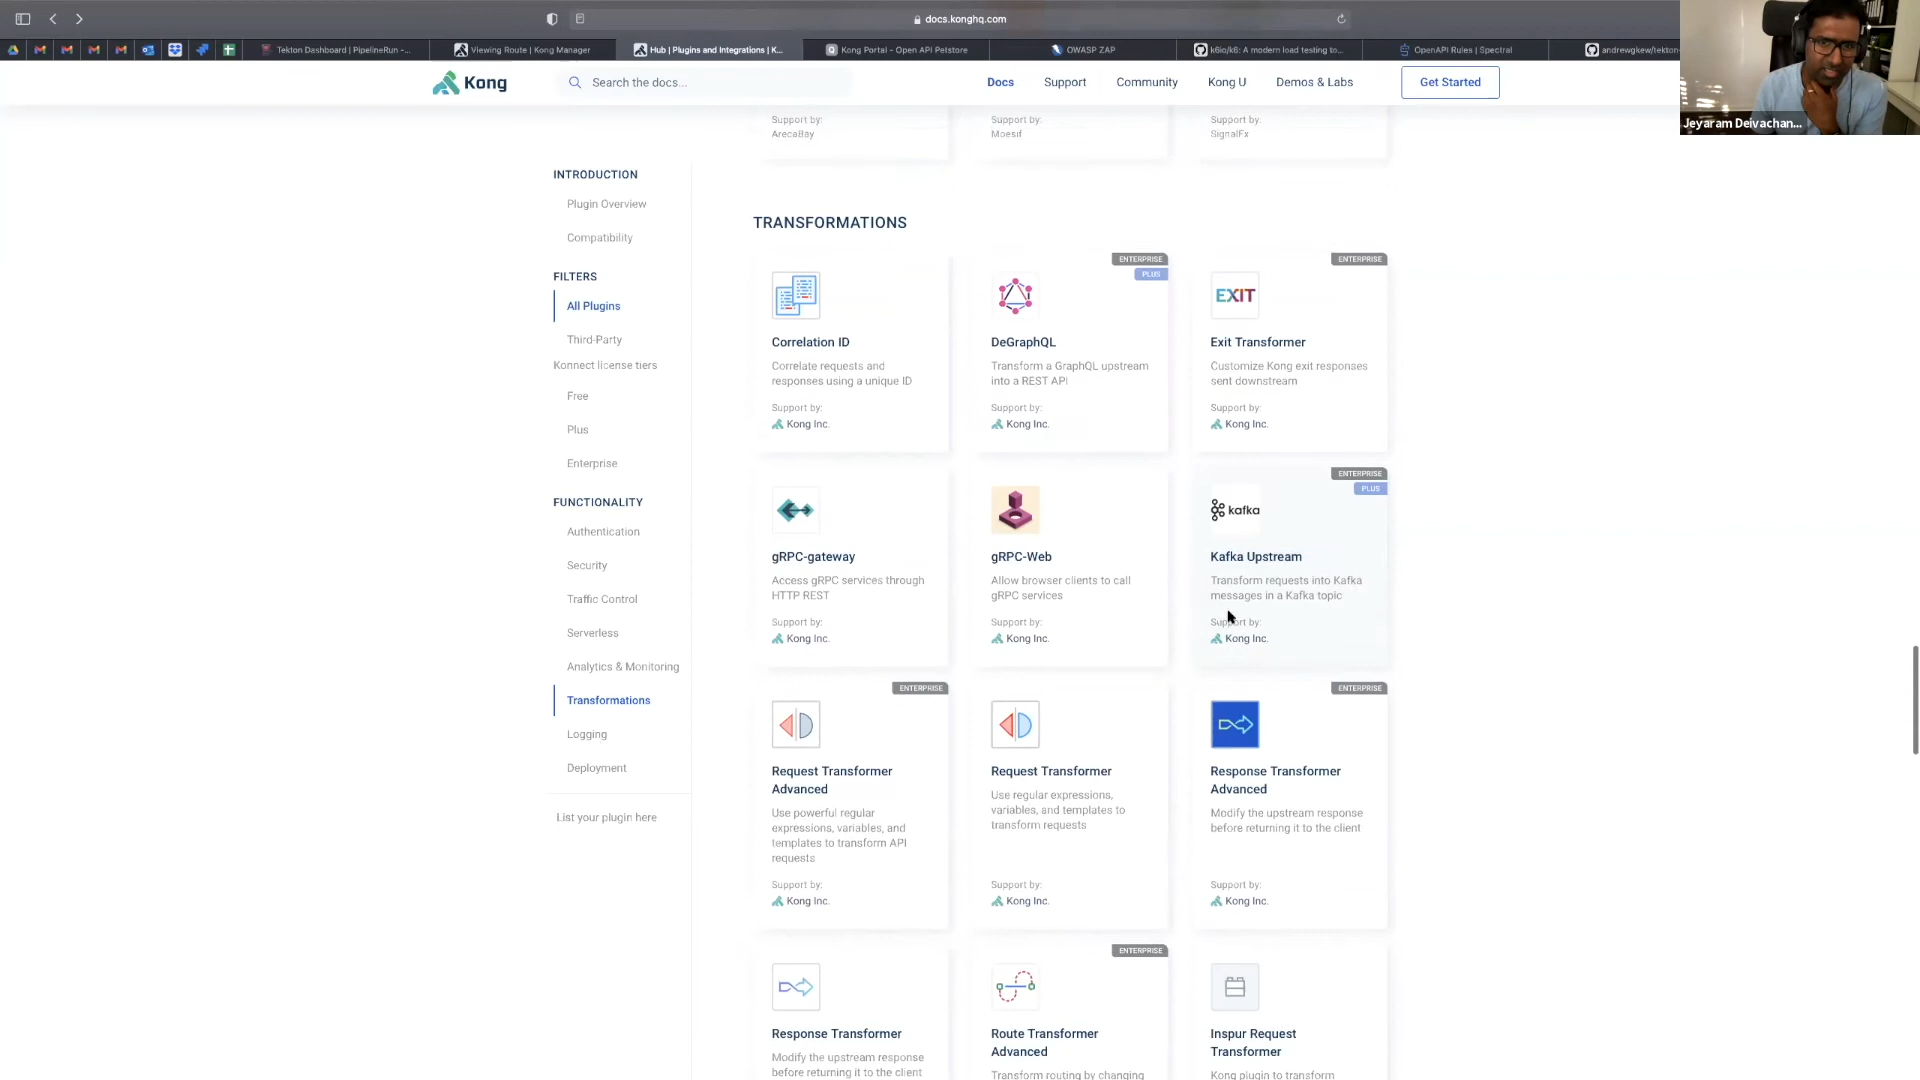 docs.konghq.com
Tekton Dashboard | PipelineRun -...
Viewing Route | Kong Manager
Hub | Plugins and Integrations | K...
Kong Portal - Open API Petstore
OWASP ZAP
k6io/k6: A modern load testing to...
OpenAPI Rules | Spectral
andrewgkew/tekton-
Kong
Search the docs...
Docs
Support
Community
Kong U
Demos & Labs
Get Started
Jeyaram Deivachan...
Support by:
ArecaBay
Support by:
Moesif
Support by:
SignalFx
INTRODUCTION
Plugin Overview
Compatibility
FILTERS
All Plugins
Third-Party
Konnect license tiers
Free
Plus
Enterprise
FUNCTIONALITY
Authentication
Security
Traffic Control
Serverless
Analytics & Monitoring
Transformations
Logging
Deployment
List your plugin here
TRANSFORMATIONS
Correlation ID
Correlate requests and
responses using a unique ID
Support by:
Kong Inc.
ENTERPRISE
PLUS
DeGraphQL
Transform a GraphQL upstream
into a REST API
Support by:
Kong Inc.
ENTERPRISE
EXIT
Exit Transformer
Customize Kong exit responses
sent downstream
Support by:
Kong Inc.
gRPC-gateway
Access gRPC services through
HTTP REST
Support by:
Kong Inc.
gRPC-Web
Allow browser clients to call
gRPC services
Support by:
Kong Inc.
ENTERPRISE
PLUS
kafka
Kafka Upstream
Transform requests into Kafka
messages in a Kafka topic
Support by:
Kong Inc.
ENTERPRISE
Request Transformer
Advanced
Use powerful regular
expressions, variables, and
templates to transform API
requests
Support by:
Kong Inc.
Request Transformer
Use regular expressions,
variables, and templates to
transform requests
Support by:
Kong Inc.
ENTERPRISE
Response Transformer
Advanced
Modify the upstream response
before returning it to the client
Support by:
Kong Inc.
Response Transformer
Modify the upstream response
before returning it to the client
ENTERPRISE
Route Transformer
Advanced
Transform routing by changing
Inspur Request
Transformer
Kong plugin to transform